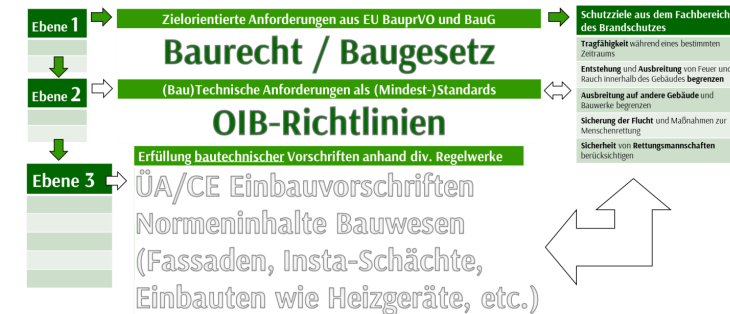 Ebene 1
Zielorientierte Anforderungen aus EU BauprVO und BauG
Baurecht / Baugesetz
Ebene 2
(Bau)Technische Anforderungen als (Mindest-)Standards
OIB-Richtlinien
Ebene 3
Erfüllung bautechnischer Vorschriften anhand div. Regelwerke
ÜA/CE Einbauvorschriften
Normeninhalte Bauwesen
(Fassaden, Insta-Schächte,
Einbauten wie Heizgeräte, etc.)
Schutzziele aus dem Fachbereich
des Brandschutzes
Tragfähigkeit während eines bestimmten
Zeitraums
Entstehung und Ausbreitung von Feuer und
Rauch innerhalb des Gebäudes begrenzen
Ausbreitung auf andere Gebäude und
Bauwerke begrenzen
Sicherung der Flucht und Maßnahmen zur
Menschenrettung
Sicherheit von Rettungsmannschaften
berücksichtigen